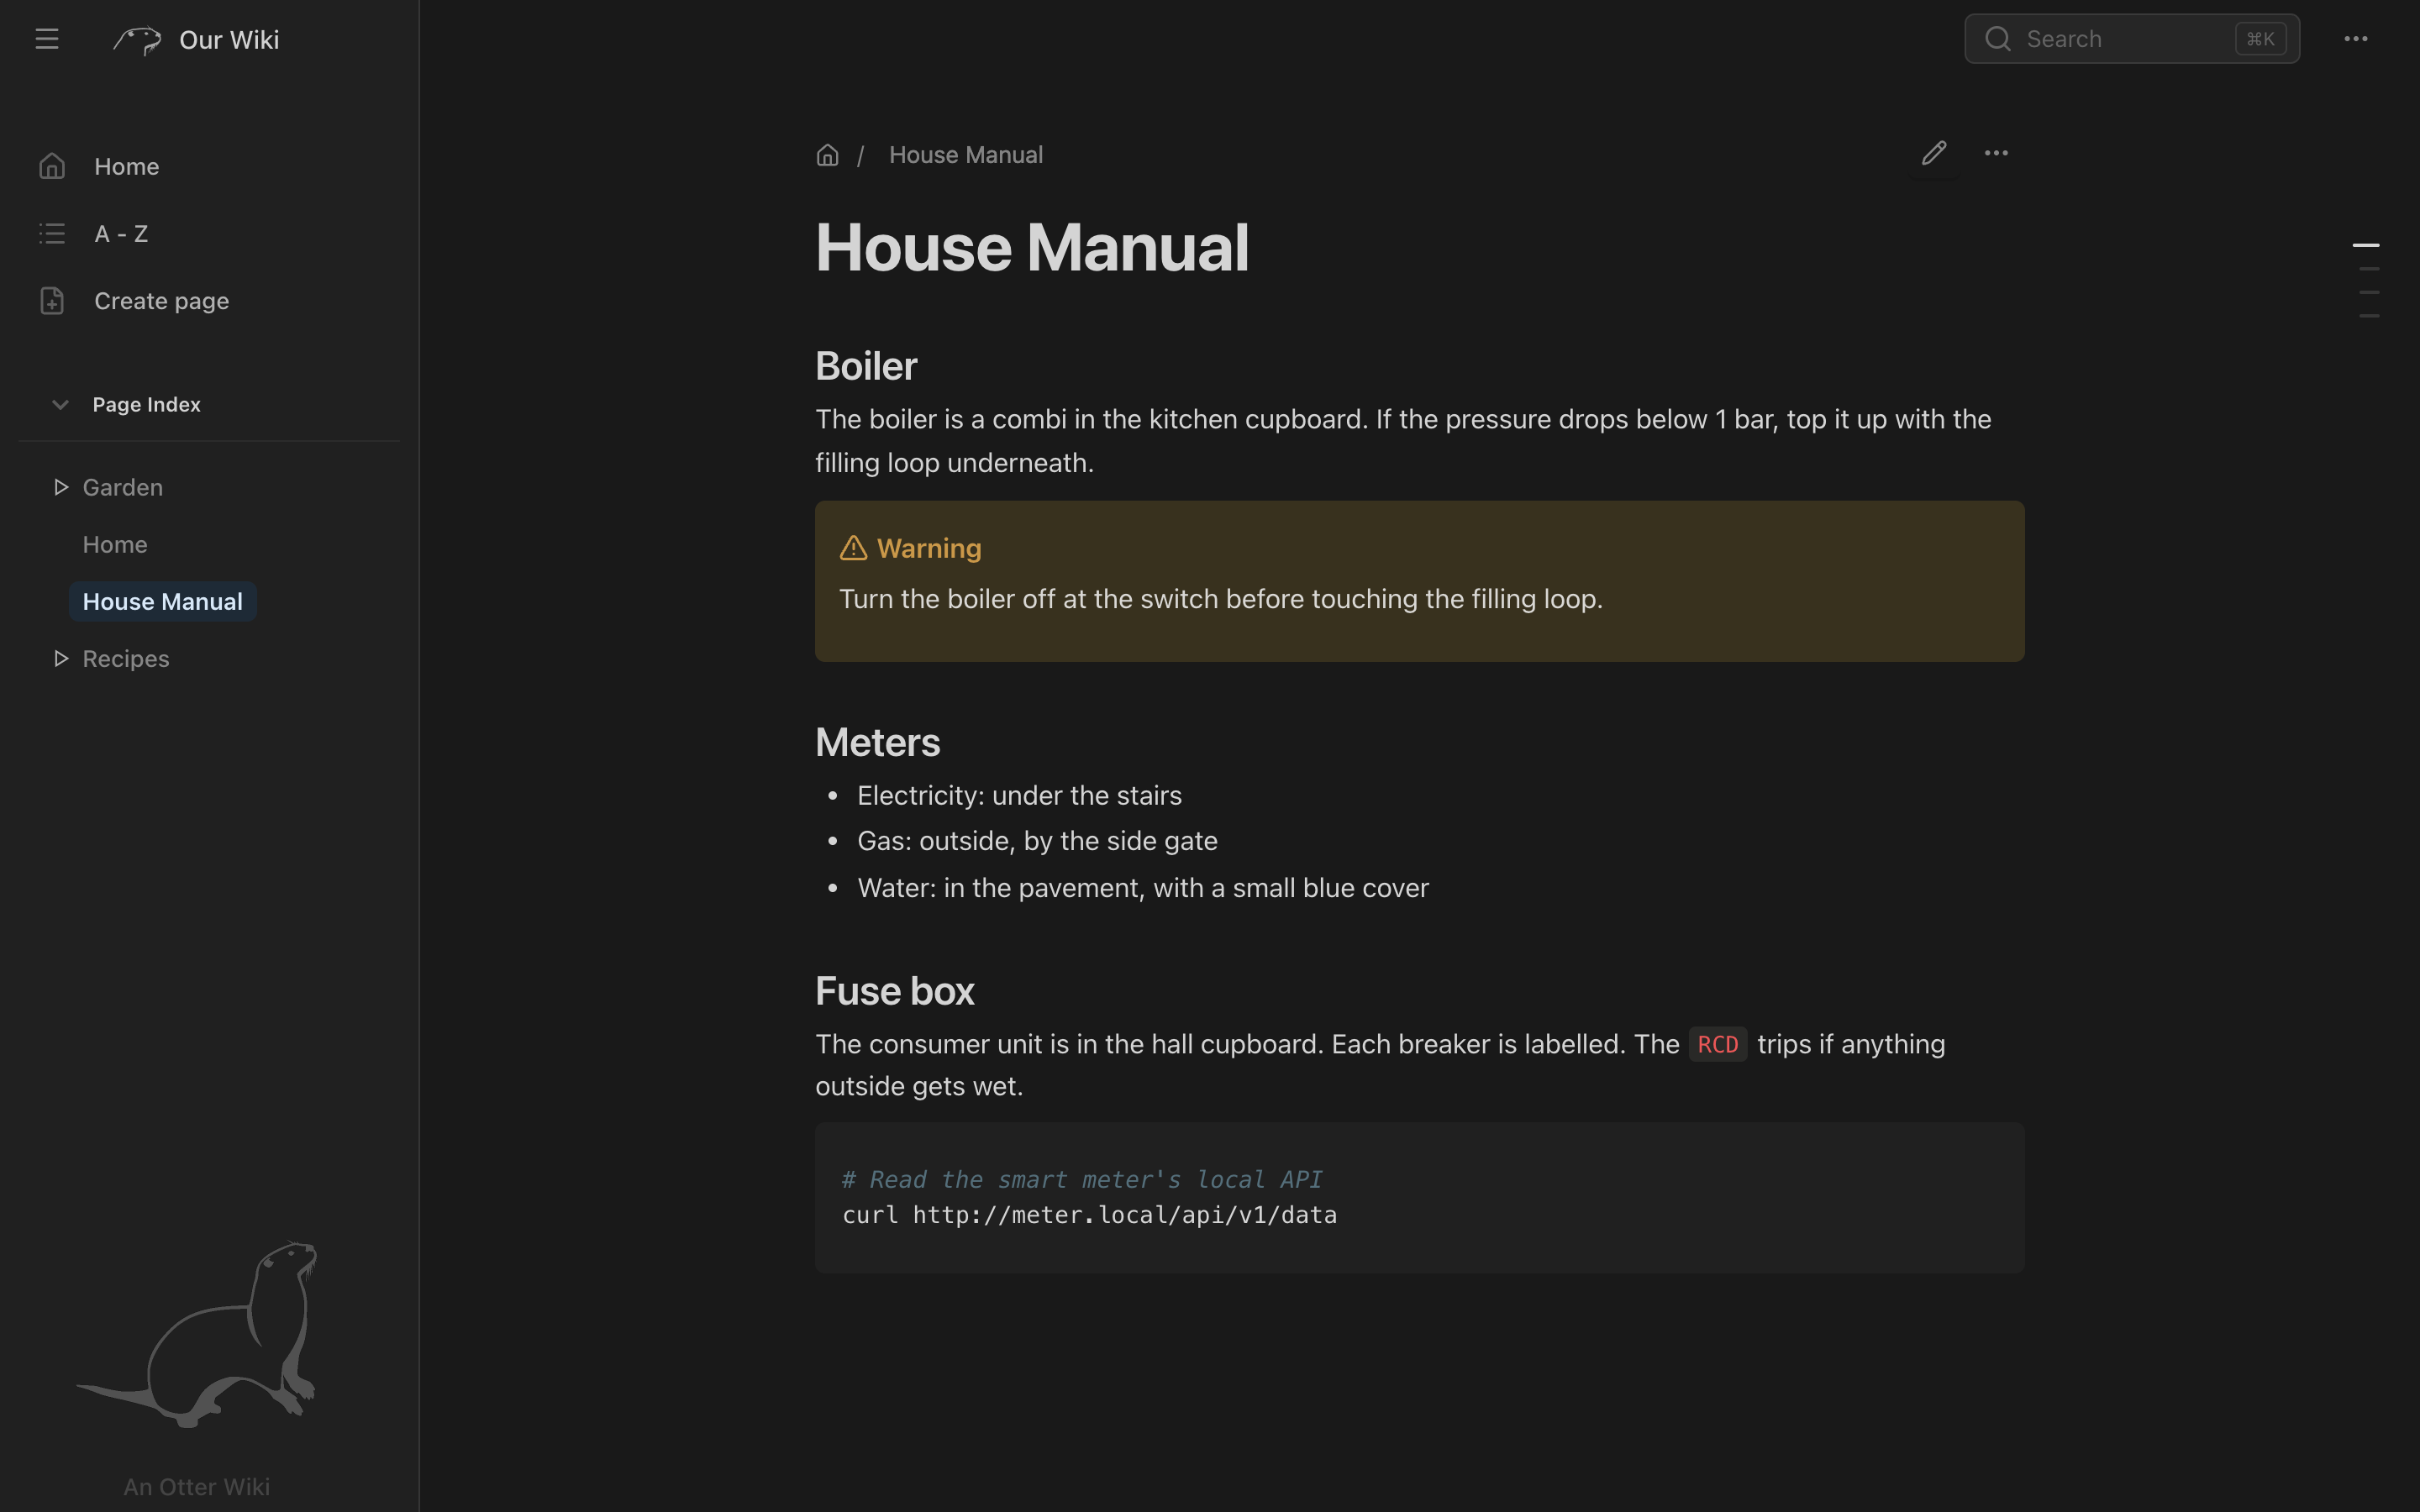 Our Wiki
Search
⌘K
Home
A - Z
Create page
Page Index
Garden
Home
House Manual
Recipes
An Otter Wiki
/ House Manual
House Manual
Boiler
The boiler is a combi in the kitchen cupboard. If the pressure drops below 1 bar, top it up with the
filling loop underneath.
Warning
Turn the boiler off at the switch before touching the filling loop.
Meters
• Electricity: under the stairs
• Gas: outside, by the side gate
• Water: in the pavement, with a small blue cover
Fuse box
The consumer unit is in the hall cupboard. Each breaker is labelled. The RCD trips if anything
outside gets wet.
# Read the smart meter's local API
curl http://meter.local/api/v1/data